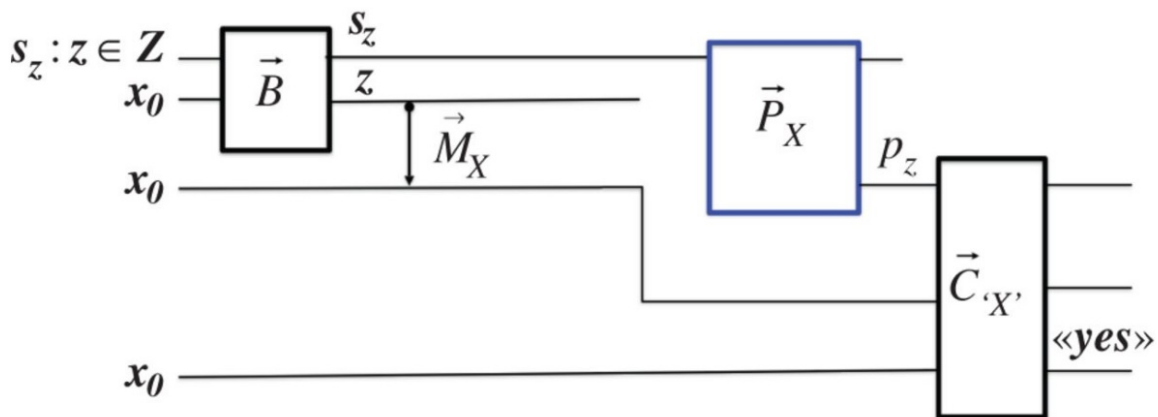 s_z : z ∈ Z
s_z
x_0
B⃗
z
M⃗_X
P⃗_X
x_0
p_z
C⃗_‘X’
«yes»
x_0